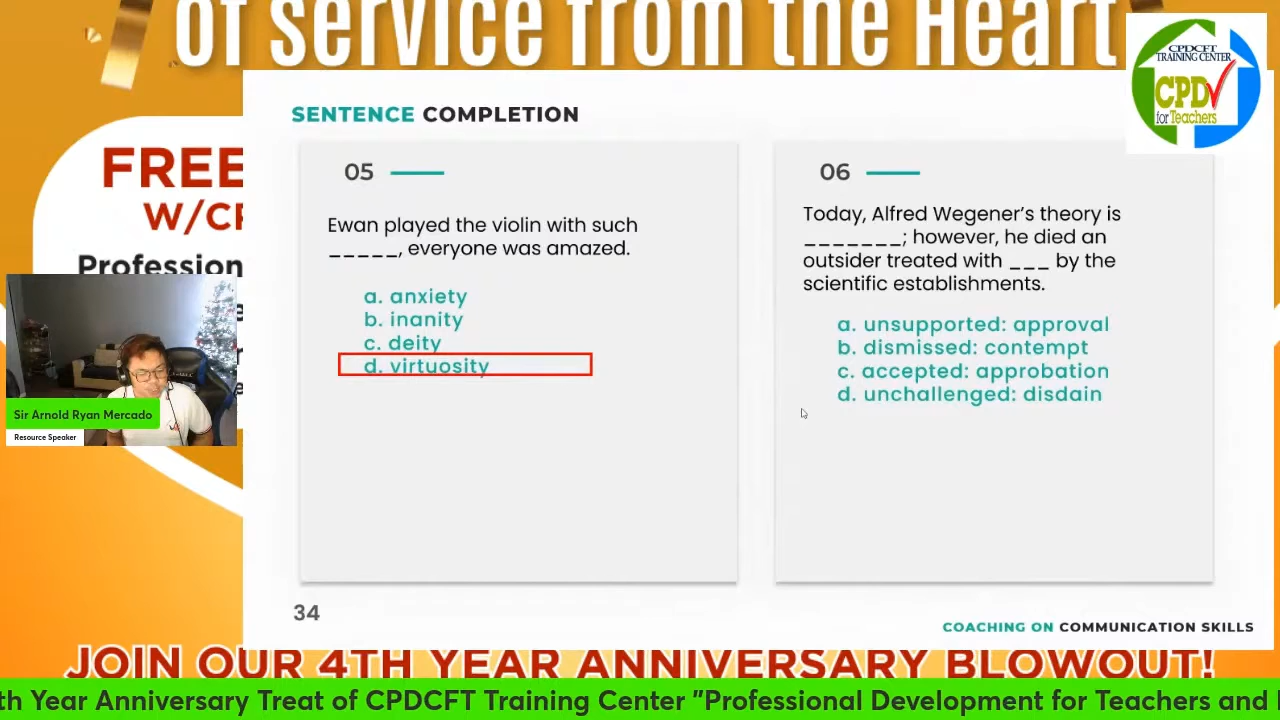 of service from the Heart
CPDCFT
TRAINING CENTER
CPD
for Teachers
FREE
W/CP
Profession
SENTENCE COMPLETION
05
Ewan played the violin with such
_____, everyone was amazed.
a. anxiety
b. inanity
c. deity
d. virtuosity
06
Today, Alfred Wegener's theory is
_______; however, he died an
outsider treated with ___ by the
scientific establishments.
a. unsupported: approval
b. dismissed: contempt
c. accepted: approbation
d. unchallenged: disdain
34
COACHING ON COMMUNICATION SKILLS
Sir Arnold Ryan Mercado
Resource Speaker
JOIN OUR 4TH YEAR ANNIVERSARY BLOWOUT!
th Year Anniversary Treat of CPDCFT Training Center "Professional Development for Teachers and